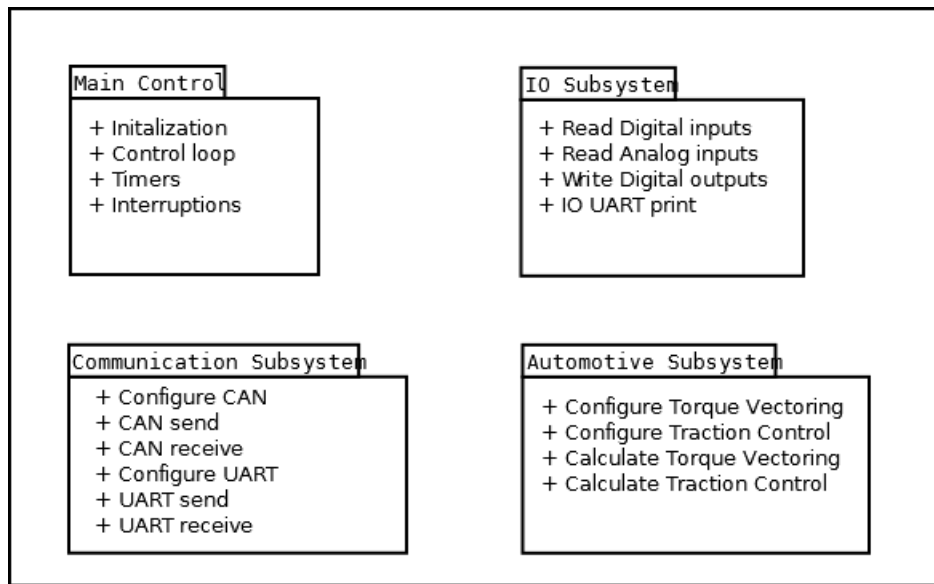 Main Control
+ Initalization
+ Control loop
+ Timers
+ Interruptions
IO Subsystem
+ Read Digital inputs
+ Read Analog inputs
+ Write Digital outputs
+ IO UART print
Communication Subsystem
+ Configure CAN
+ CAN send
+ CAN receive
+ Configure UART
+ UART send
+ UART receive
Automotive Subsystem
+ Configure Torque Vectoring
+ Configure Traction Control
+ Calculate Torque Vectoring
+ Calculate Traction Control